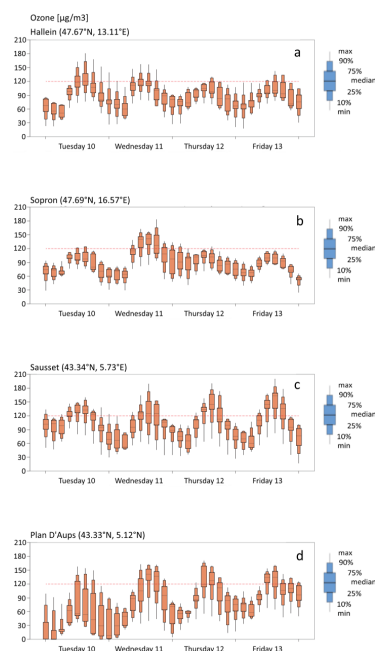 Ozone [µg/m3]
Hallein (47.67°N, 13.11°E)
210
180
150
120
90
60
30
0
a
Tuesday 10 Wednesday 11 Thursday 12 Friday 13
max
90%
75%
median
25%
10%
min
Sopron (47.69°N, 16.57°E)
210
180
150
120
90
60
30
0
b
Tuesday 10 Wednesday 11 Thursday 12 Friday 13
max
90%
75%
median
25%
10%
min
Sausset (43.34°N, 5.73°E)
210
180
150
120
90
60
30
0
c
Tuesday 10 Wednesday 11 Thursday 12 Friday 13
max
90%
75%
median
25%
10%
min
Plan D'Aups (43.33°N, 5.12°N)
210
180
150
120
90
60
30
0
d
Tuesday 10 Wednesday 11 Thursday 12 Friday 13
max
90%
75%
median
25%
10%
min